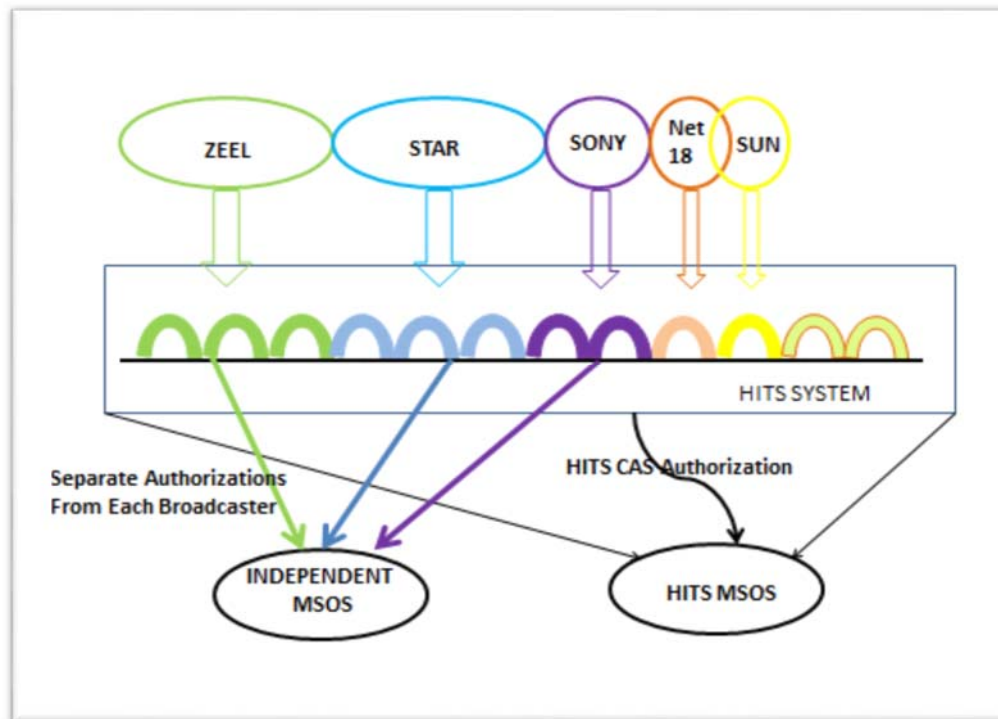 ZEEL
STAR
SONY
Net
18
SUN
HITS SYSTEM
Separate Authorizations
From Each Broadcaster
HITS CAS Authorization
INDEPENDENT
MSOS
HITS MSOS